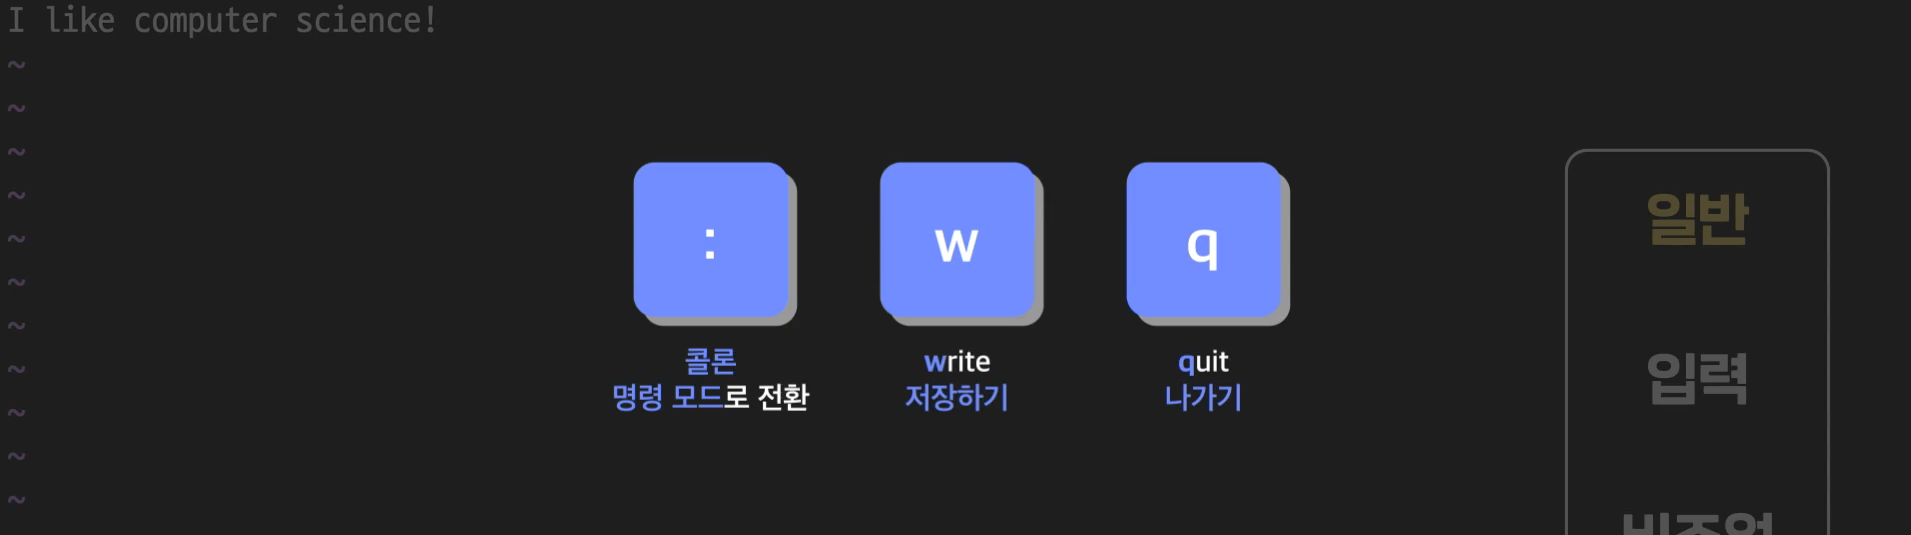 I like computer science!
~
~
~
~
~
~
~
~
~
~
~
:
w
q
콜론
명령 모드로 전환
write
저장하기
quit
나가기
일반
입력